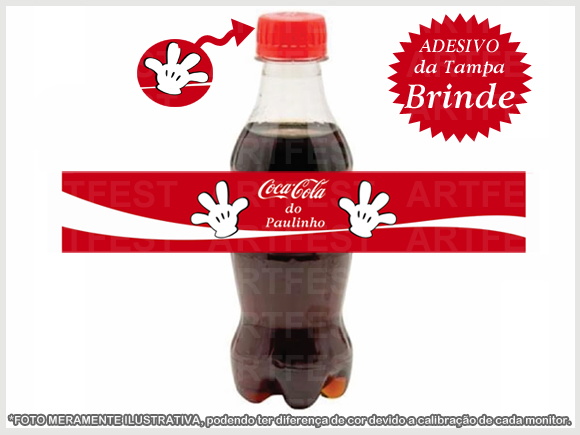 ADESIVO
da Tampa
Brinde
Coca-Cola
do
Paulinho
ARTFEST
*FOTO MERAMENTE ILUSTRATIVA, podendo ter diferença de cor devido a calibração de cada monitor.